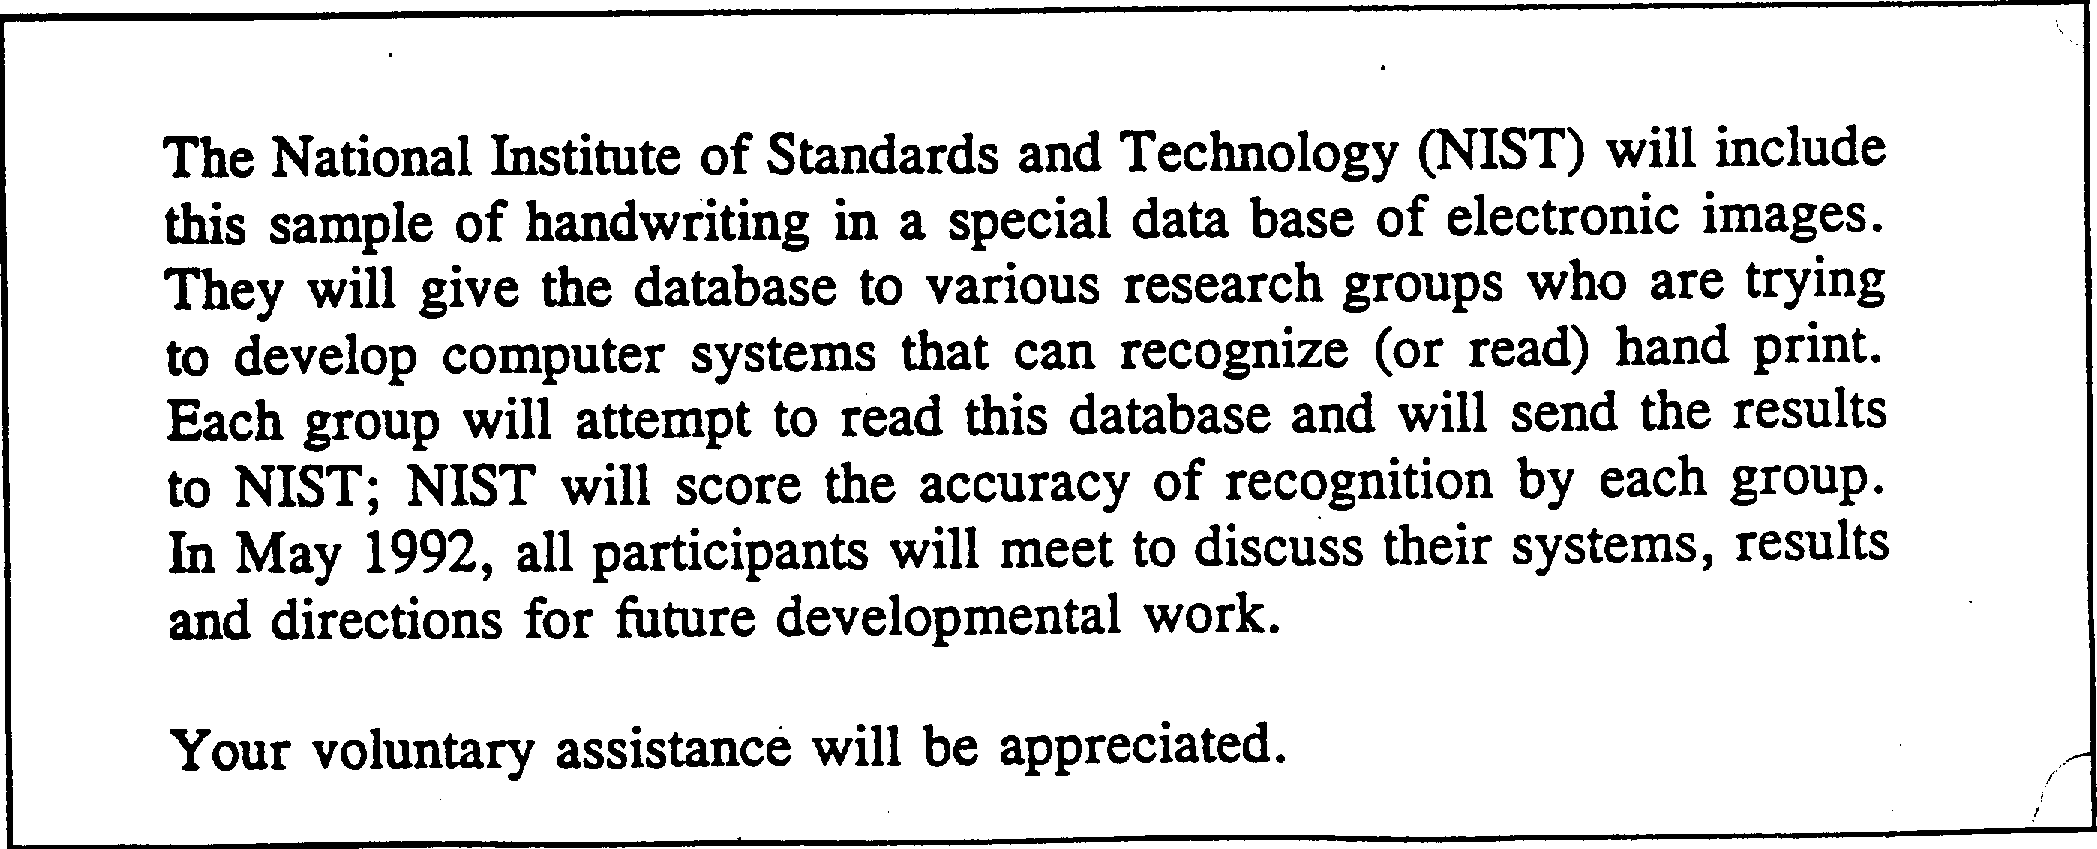 The National Institute of Standards and Technology (NIST) will include
this sample of handwriting in a special data base of electronic images.
They will give the database to various research groups who are trying
to develop computer systems that can recognize (or read) hand print.
Each group will attempt to read this database and will send the results
to NIST; NIST will score the accuracy of recognition by each group.
In May 1992, all participants will meet to discuss their systems, results
and directions for future developmental work.
Your voluntary assistance will be appreciated.